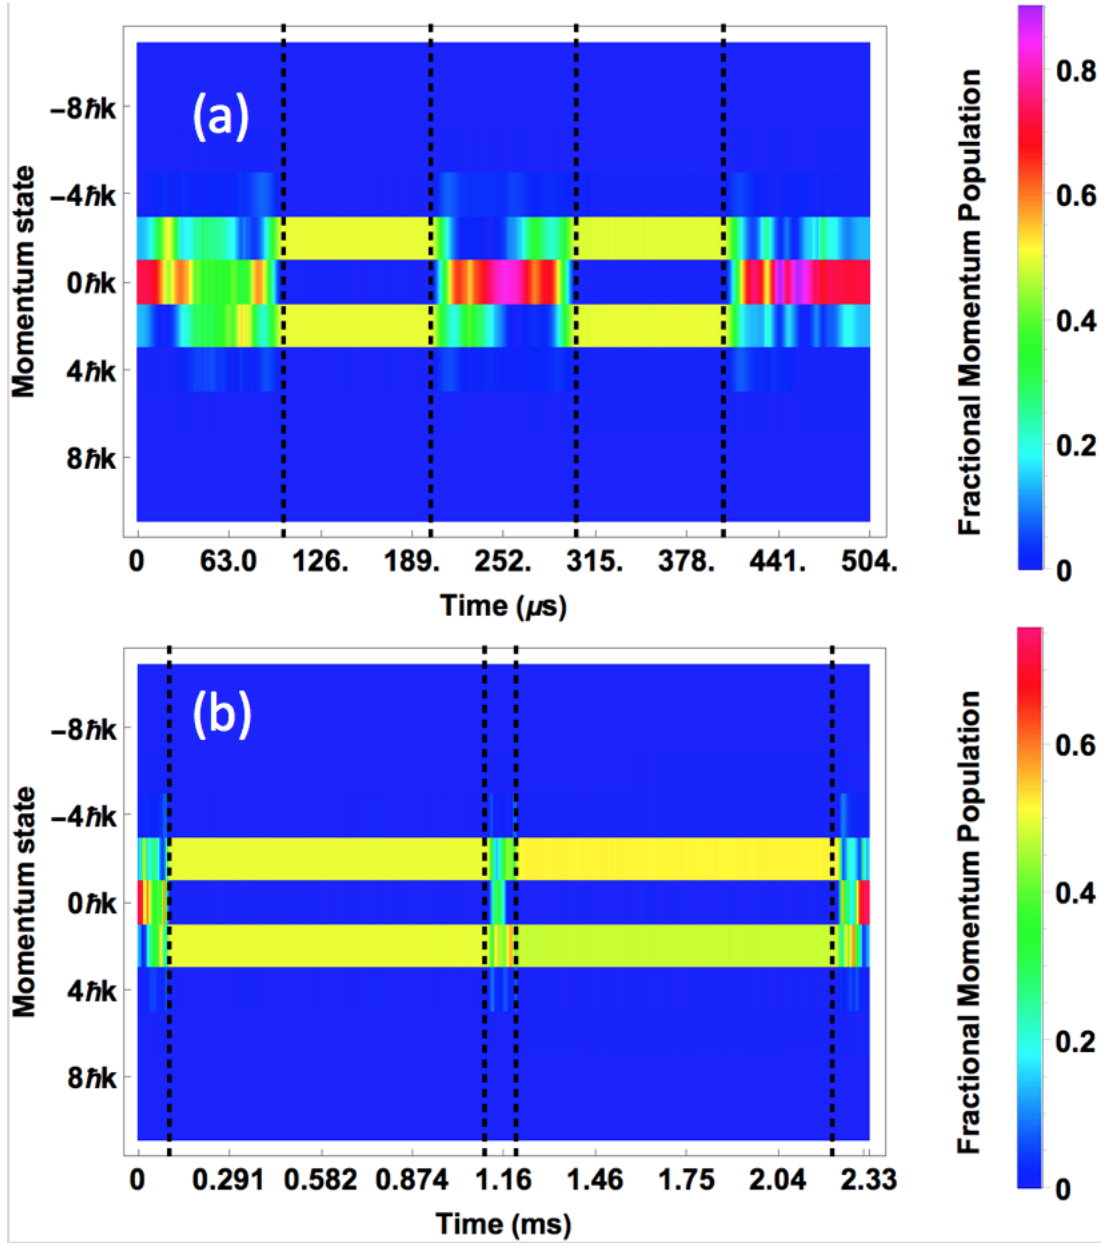 (a)
Momentum state
−8ℏk
−4ℏk
0ℏk
4ℏk
8ℏk
0 63.0 126. 189. 252. 315. 378. 441. 504.
Time (μs)
Fractional Momentum Population
0.8
0.6
0.4
0.2
0
(b)
Momentum state
−8ℏk
−4ℏk
0ℏk
4ℏk
8ℏk
0 0.291 0.582 0.874 1.16 1.46 1.75 2.04 2.33
Time (ms)
Fractional Momentum Population
0.6
0.4
0.2
0